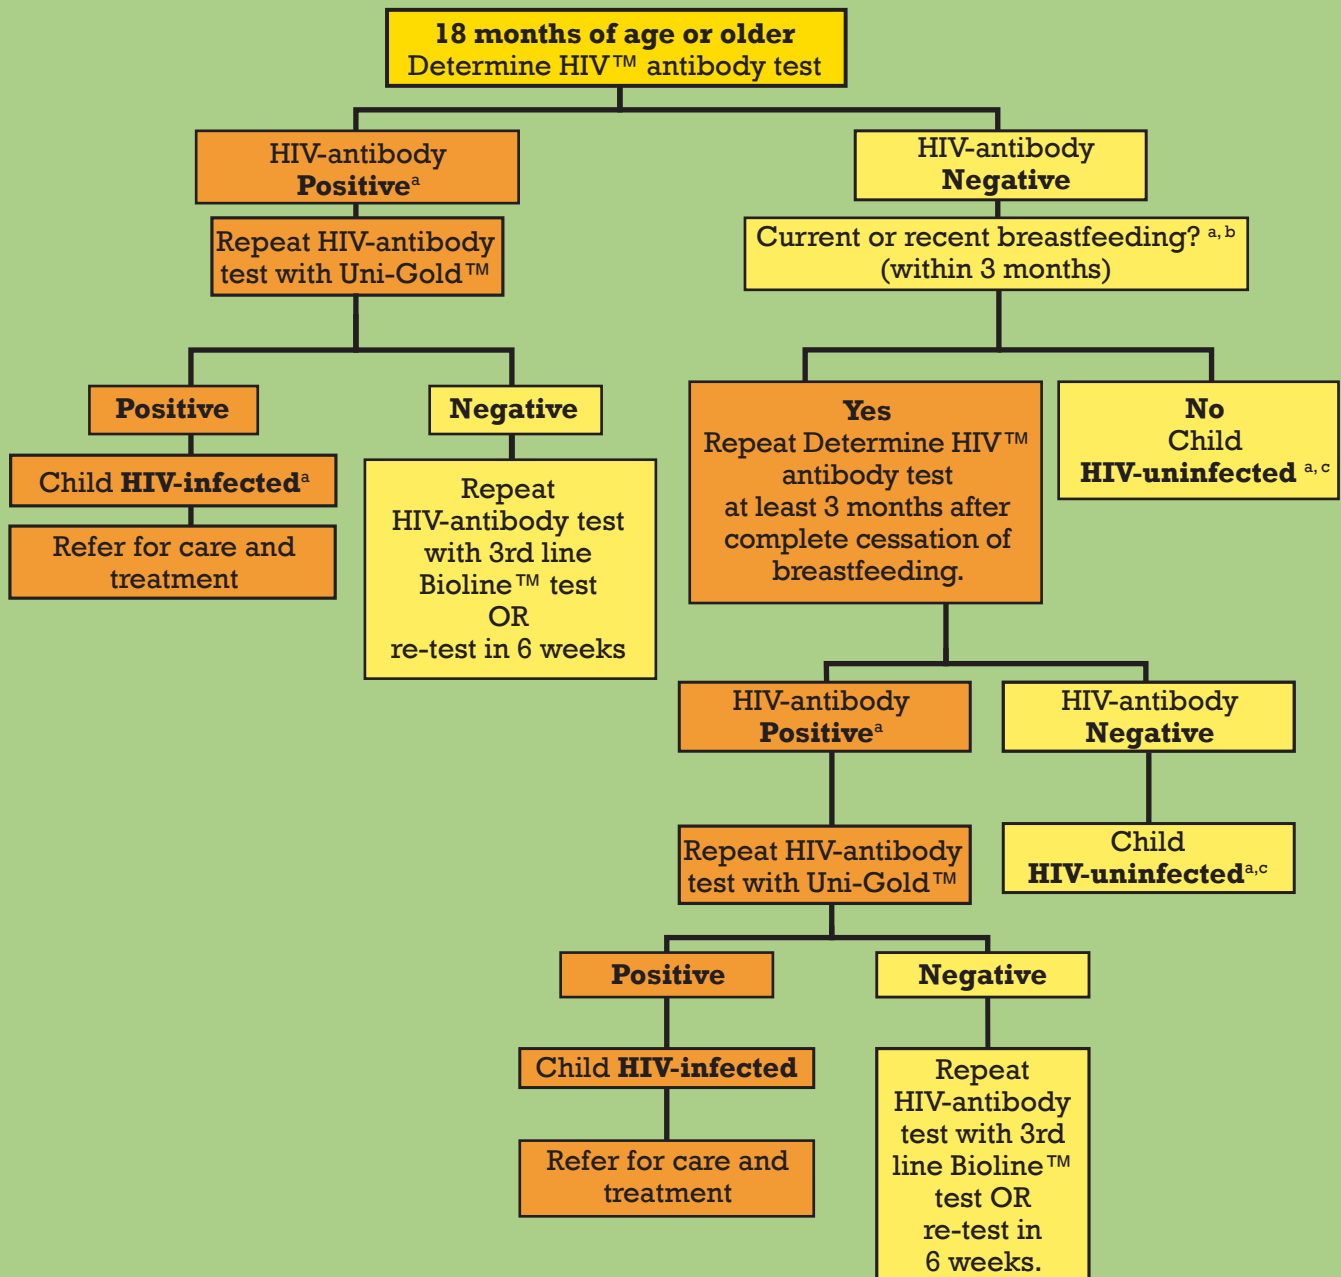 18 months of age or older
Determine HIV™ antibody test
HIV-antibody
Positiveᵃ
HIV-antibody
Negative
Repeat HIV-antibody
test with Uni-Gold™
Current or recent breastfeeding? ᵃ, ᵇ
(within 3 months)
Positive
Negative
Yes
Repeat Determine HIV™
antibody test
at least 3 months after
complete cessation of
breastfeeding.
No
Child
HIV-uninfected ᵃ, ᶜ
Child HIV-infectedᵃ
Refer for care and
treatment
Repeat
HIV-antibody test
with 3rd line
Bioline™ test
OR
re-test in 6 weeks
HIV-antibody
Positiveᵃ
HIV-antibody
Negative
Repeat HIV-antibody
test with Uni-Gold™
Child
HIV-uninfectedᵃ,ᶜ
Positive
Negative
Child HIV-infected
Refer for care and
treatment
Repeat
HIV-antibody
test with 3rd
line Bioline™
test OR
re-test in
6 weeks.